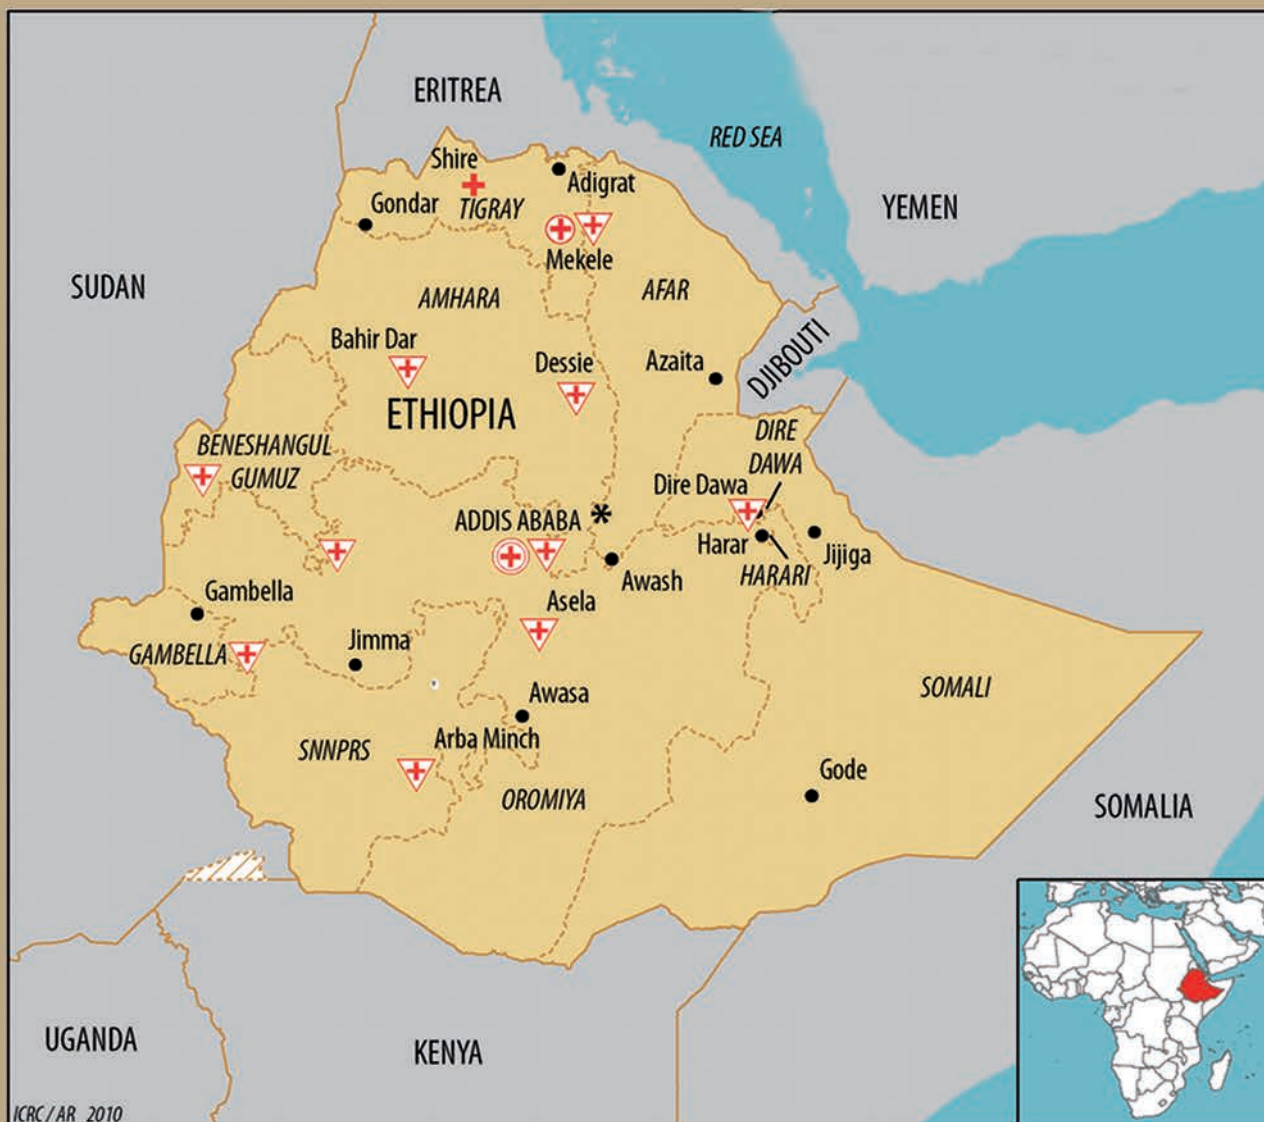 ERITREA
RED SEA
Shire
Adigrat
Gondar
TIGRAY
YEMEN
Mekele
SUDAN
AMHARA
AFAR
Bahir Dar
Dessie
Azaita
DJIBOUTI
ETHIOPIA
BENESHANGUL
GUMUZ
DIRE
DAWA
Dire Dawa
ADDIS ABABA
*
Harar
Jijiga
HARARI
Awash
Gambella
Asela
GAMBELLA
Jimma
Awasa
SOMALI
SNNPRS
Arba Minch
Gode
OROMIYA
SOMALIA
UGANDA
KENYA
ICRC / AR 2010